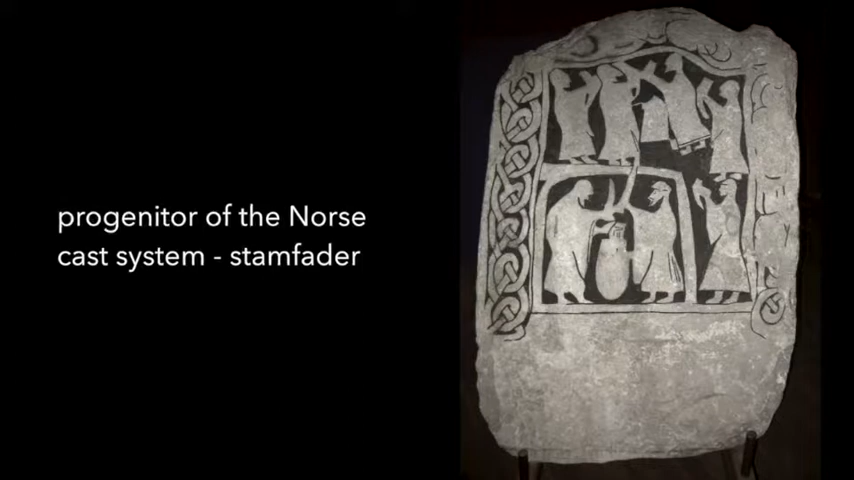 progenitor of the Norse
cast system - stamfader